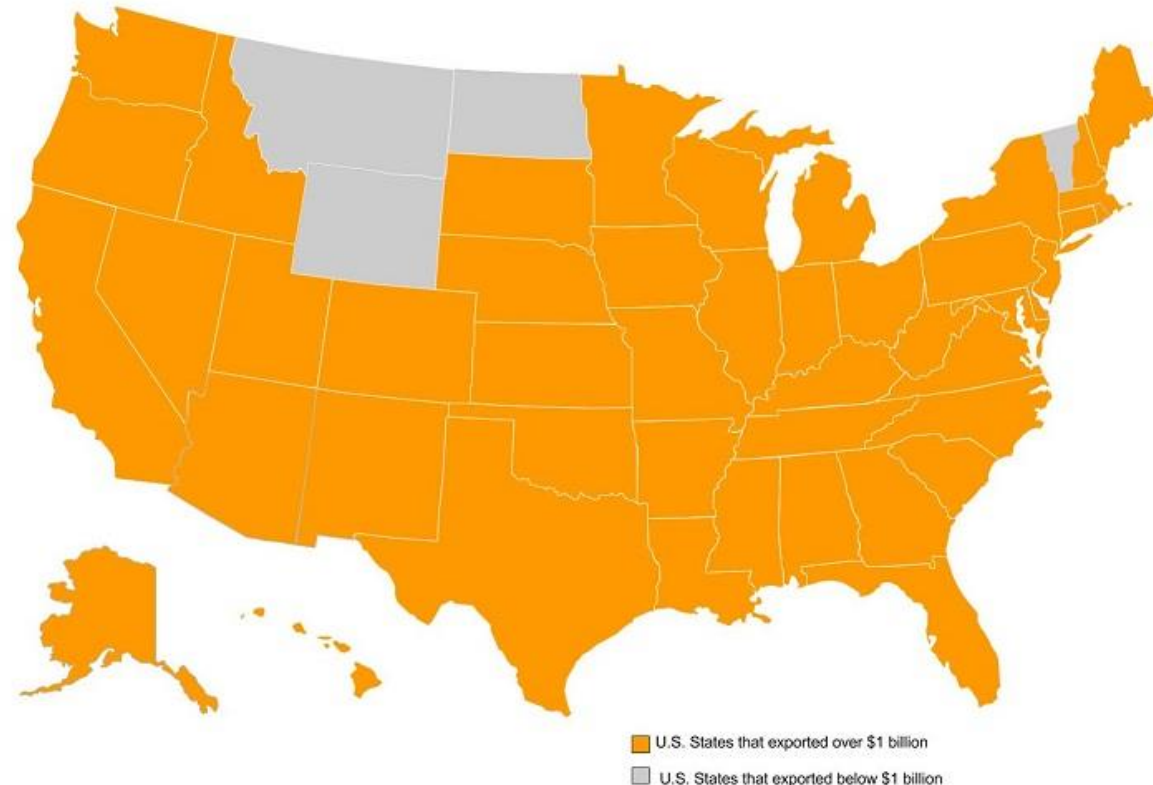 U.S. States that exported over $1 billion
U.S. States that exported below $1 billion